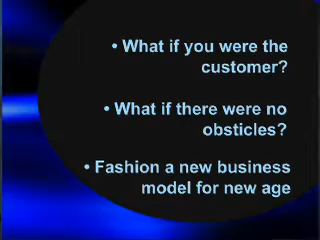 • What if you were the
customer?
• What if there were no
obsticles?
• Fashion a new business
model for new age